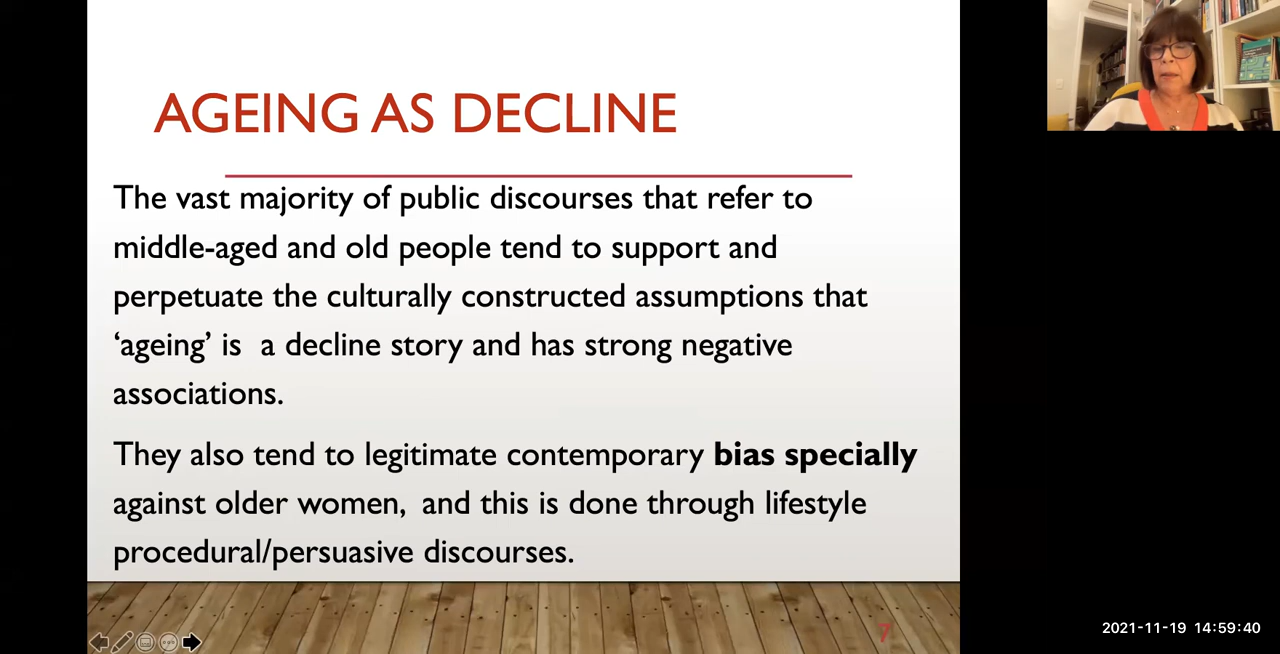 AGEING AS DECLINE
The vast majority of public discourses that refer to
middle-aged and old people tend to support and
perpetuate the culturally constructed assumptions that
‘ageing’ is  a decline story and has strong negative
associations.
They also tend to legitimate contemporary bias specially
against older women,  and this is done through lifestyle
procedural/persuasive discourses.
7
2021-11-19 14:59:40